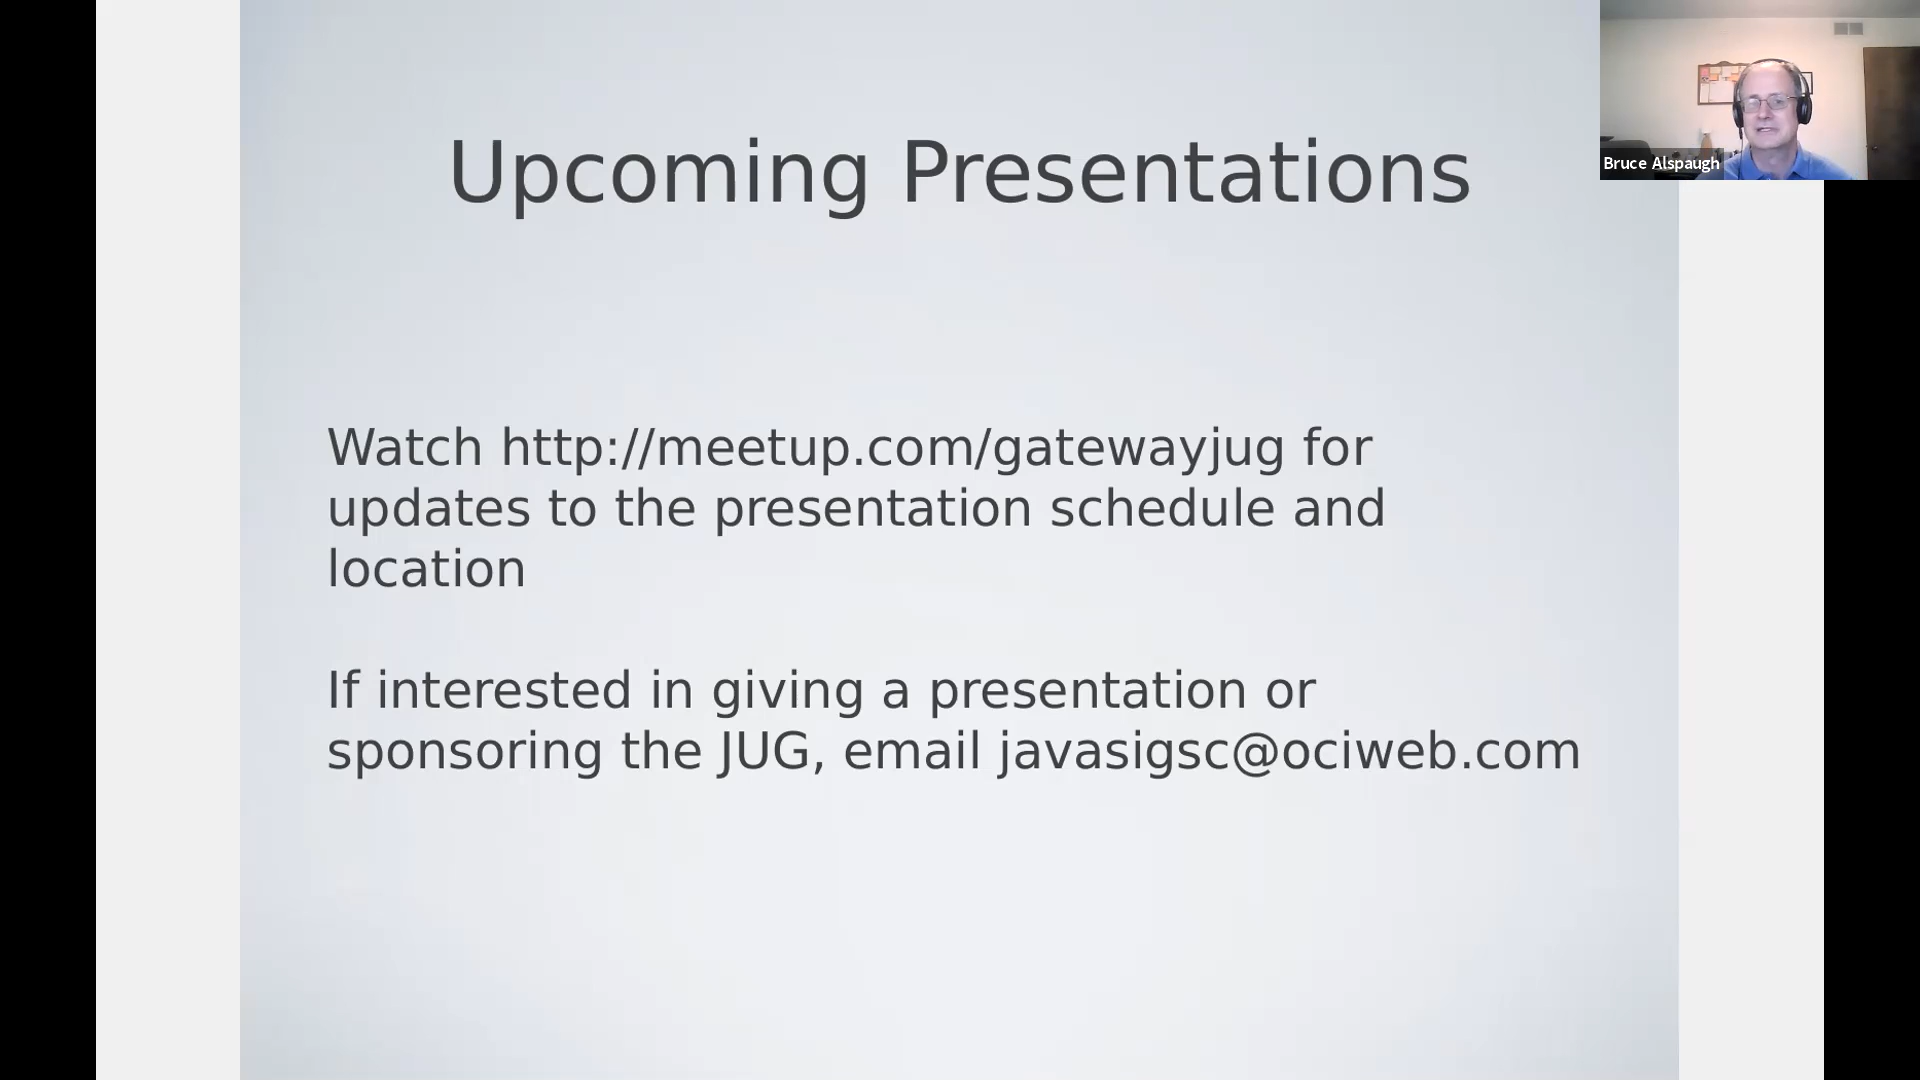 Upcoming Presentations
Bruce Alspaugh
Watch http://meetup.com/gatewayjug for
updates to the presentation schedule and
location
If interested in giving a presentation or
sponsoring the JUG, email javasigsc@ociweb.com